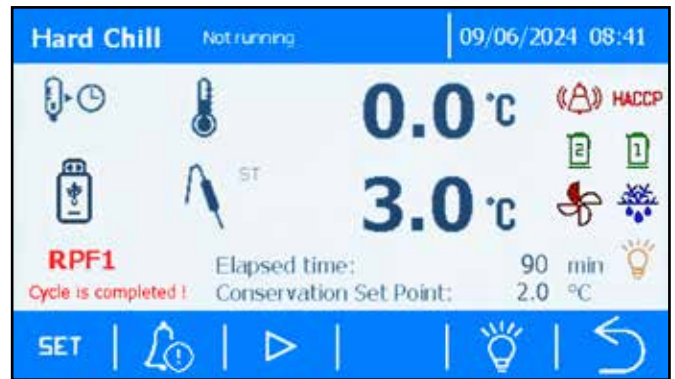 Hard Chill Not running 09/06/2024 08:41
0.0 °C HACCP
2 1
ST
3.0 °C
RPF1 Elapsed time: 90 min
Cycle is completed ! Conservation Set Point: 2.0 °C
SET